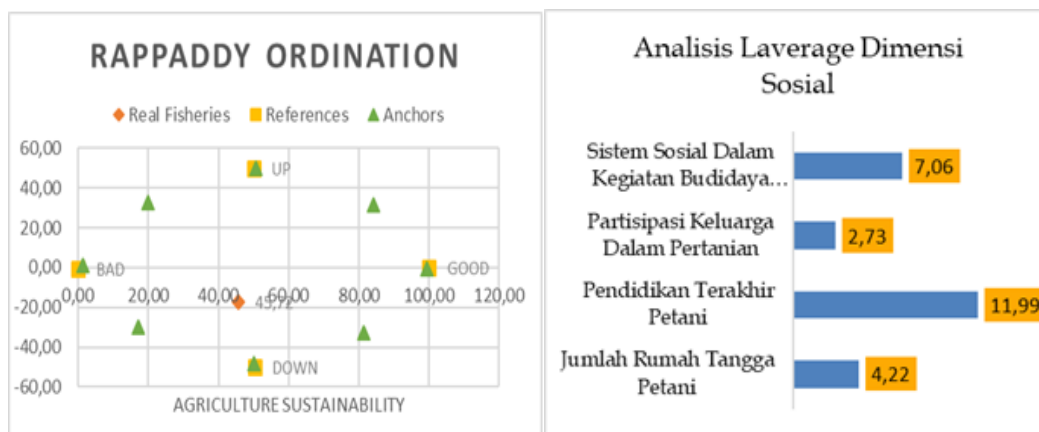 RAPPADDY ORDINATION
Real Fisheries References Anchors
60,00
UP
40,00
20,00
0,00
BAD
GOOD
0,00 20,00 40,00 60,00 80,00 100,00 120,00
-20,00
45,72
-40,00
DOWN
-60,00
AGRICULTURE SUSTAINABILITY
Analisis Laverage Dimensi
Sosial
Sistem Sosial Dalam
Kegiatan Budidaya...
7,06
Partisipasi Keluarga
Dalam Pertanian
2,73
Pendidikan Terakhir
Petani
11,99
Jumlah Rumah Tangga
Petani
4,22